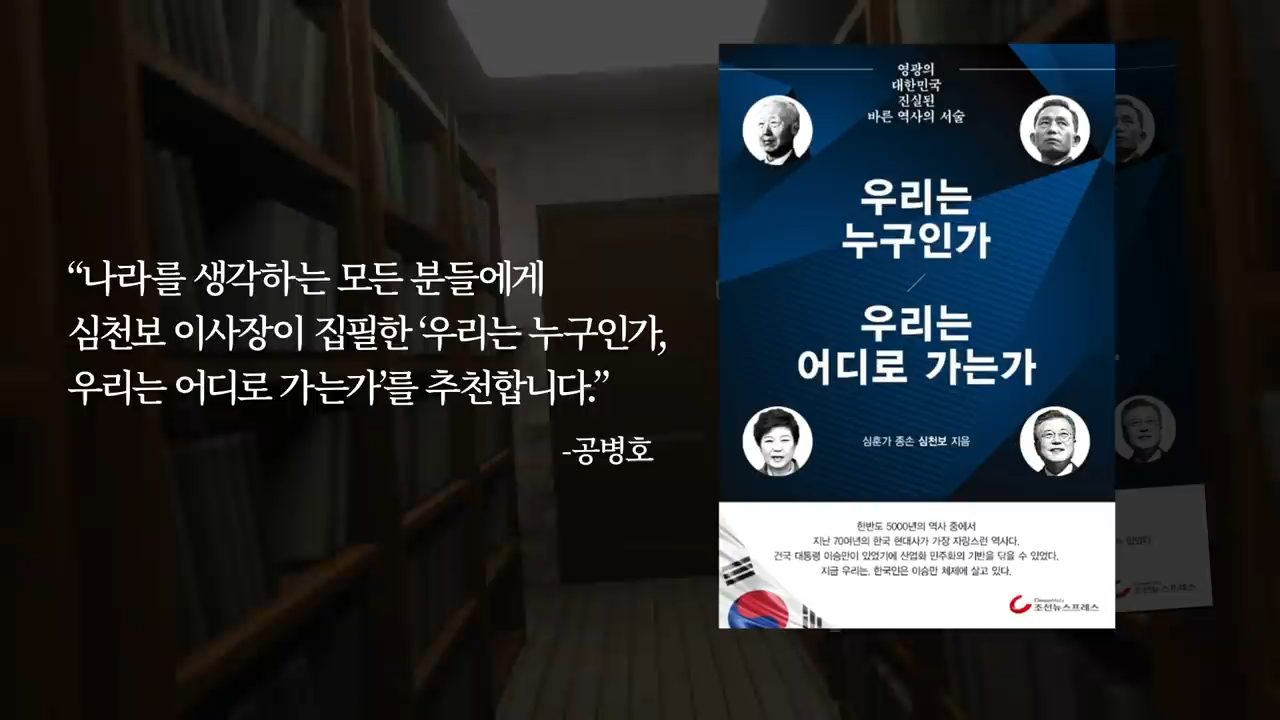 “나라를 생각하는 모든 분들에게
심천보 이사장이 집필한 ‘우리는 누구인가,
우리는 어디로 가는가’를 추천합니다.”
-공병호
영광의
대한민국
진실된
바른 역사의 서술
우리는
누구인가
/
우리는
어디로 가는가
심훈가 종손 심천보 지음
한반도 5000년의 역사 중에서
지난 70여년의 한국 현대사가 가장 자랑스런 역사다.
건국 대통령 이승만이 있었기에 산업화 민주화의 기반을 닦을 수 있었다.
지금 우리는, 한국인은 이승만 체제에 살고 있다.
조선뉴스프레스